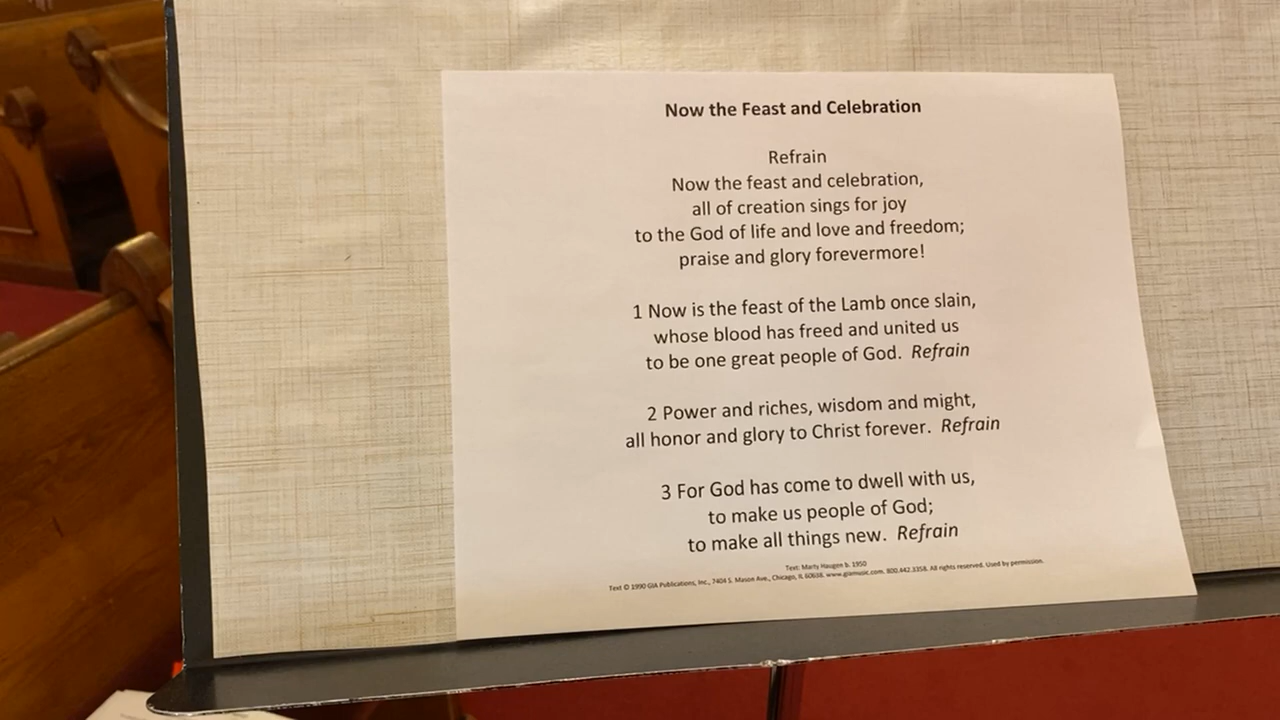 Now the Feast and Celebration
Refrain
Now the feast and celebration,
all of creation sings for joy
to the God of life and love and freedom;
praise and glory forevermore!
1 Now is the feast of the Lamb once slain,
whose blood has freed and united us
to be one great people of God. Refrain
2 Power and riches, wisdom and might,
all honor and glory to Christ forever. Refrain
3 For God has come to dwell with us,
to make us people of God;
to make all things new. Refrain
Text: Marty Haugen b. 1950
Text © 1990 GIA Publications, Inc., 7404 S. Mason Ave., Chicago, IL 60638. www.giamusic.com. 800.442.3358. All rights reserved. Used by permission.